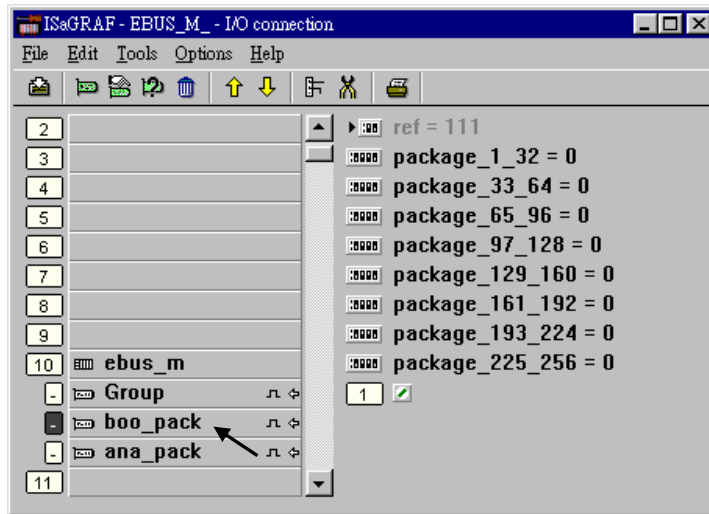 ISaGRAF - EBUS_M_ - I/O connection
File Edit Tools Options Help
2
3
4
5
6
7
8
9
10 ebus_m
- Group
- boo_pack
- ana_pack
11
ref = 111
package_1_32 = 0
package_33_64 = 0
package_65_96 = 0
package_97_128 = 0
package_129_160 = 0
package_161_192 = 0
package_193_224 = 0
package_225_256 = 0
1